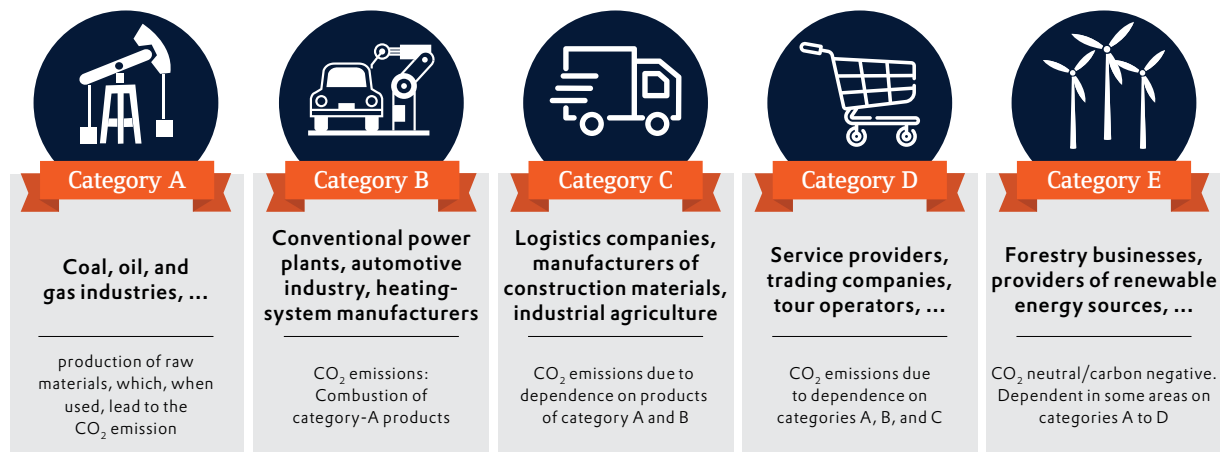 Category A
Coal, oil, and
gas industries, ...
production of raw
materials, which, when
used, lead to the
CO₂ emission
Category B
Conventional power
plants, automotive
industry, heating-
system manufacturers
CO₂ emissions:
Combustion of
category-A products
Category C
Logistics companies,
manufacturers of
construction materials,
industrial agriculture
CO₂ emissions due to
dependence on products
of category A and B
Category D
Service providers,
trading companies,
tour operators, ...
CO₂ emissions due
to dependence on
categories A, B, and C
Category E
Forestry businesses,
providers of renewable
energy sources, ...
CO₂ neutral/carbon negative.
Dependent in some areas on
categories A to D